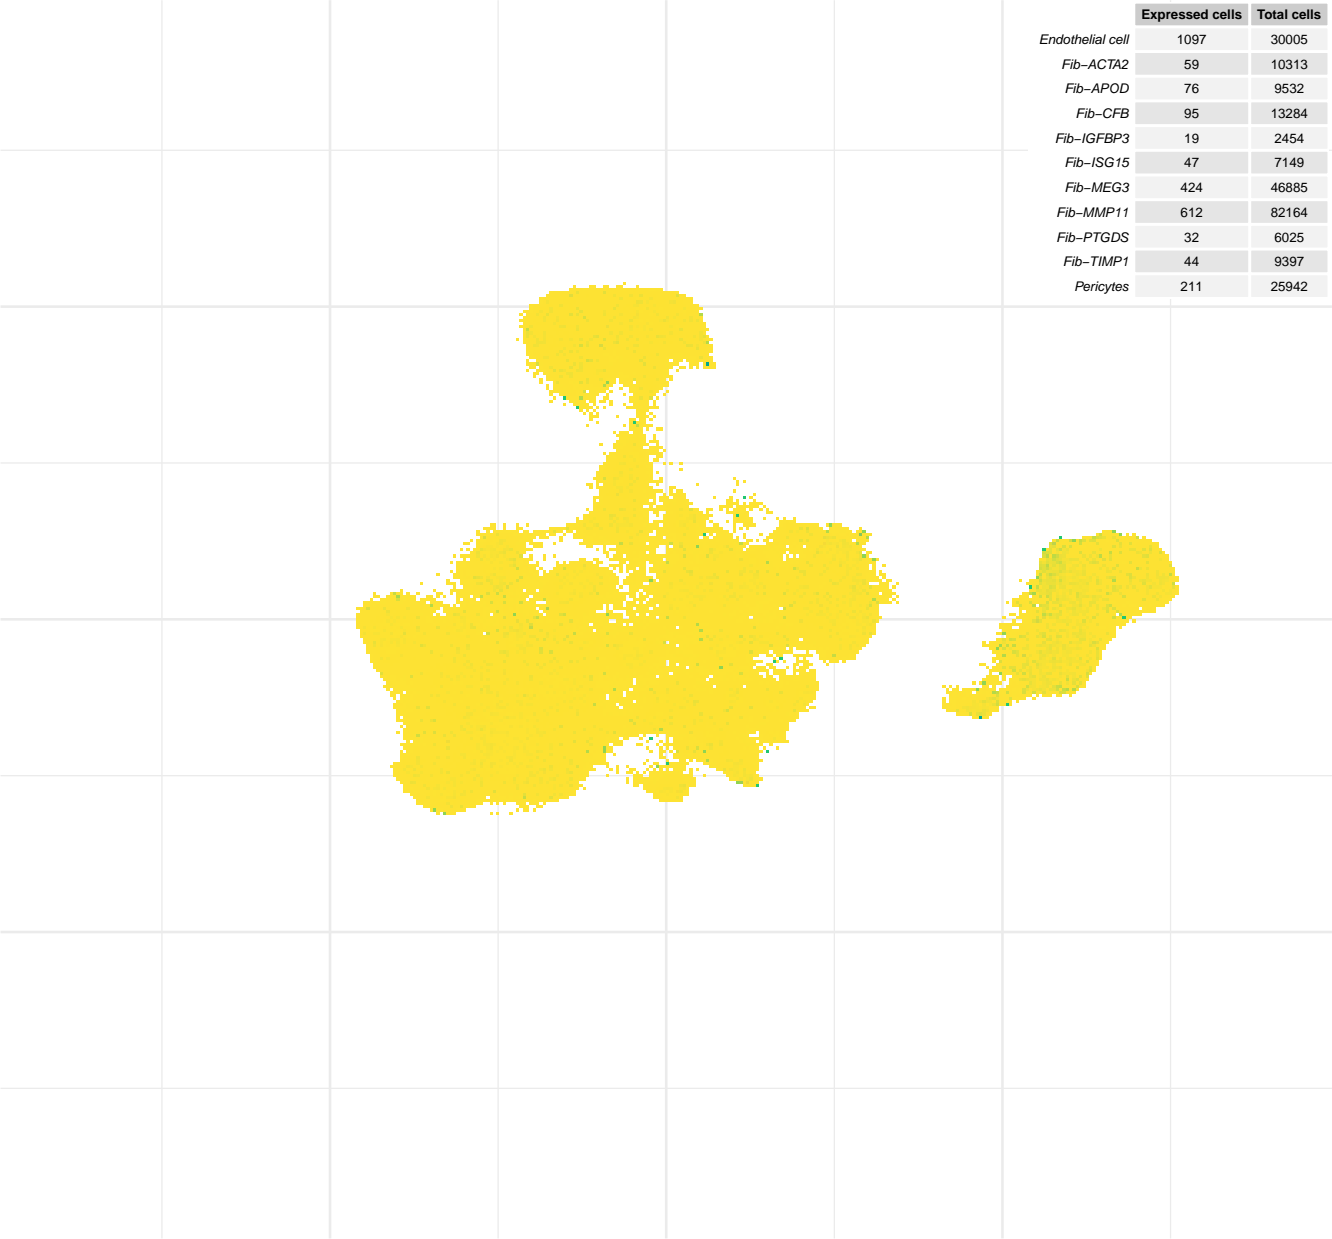 Expressed cells Total cells
Endothelial cell 1097 30005
Fib−ACTA2 59 10313
Fib−APOD 76 9532
Fib−CFB 95 13284
Fib−IGFBP3 19 2454
Fib−ISG15 47 7149
Fib−MEG3 424 46885
Fib−MMP11 612 82164
Fib−PTGDS 32 6025
Fib−TIMP1 44 9397
Pericytes 211 25942